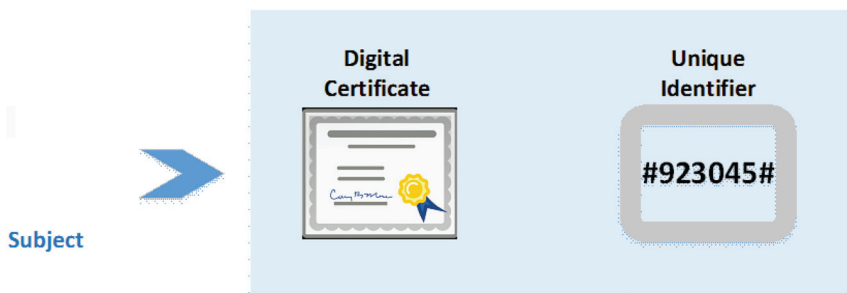 Digital
Certificate
Unique
Identifier
#923045#
Subject